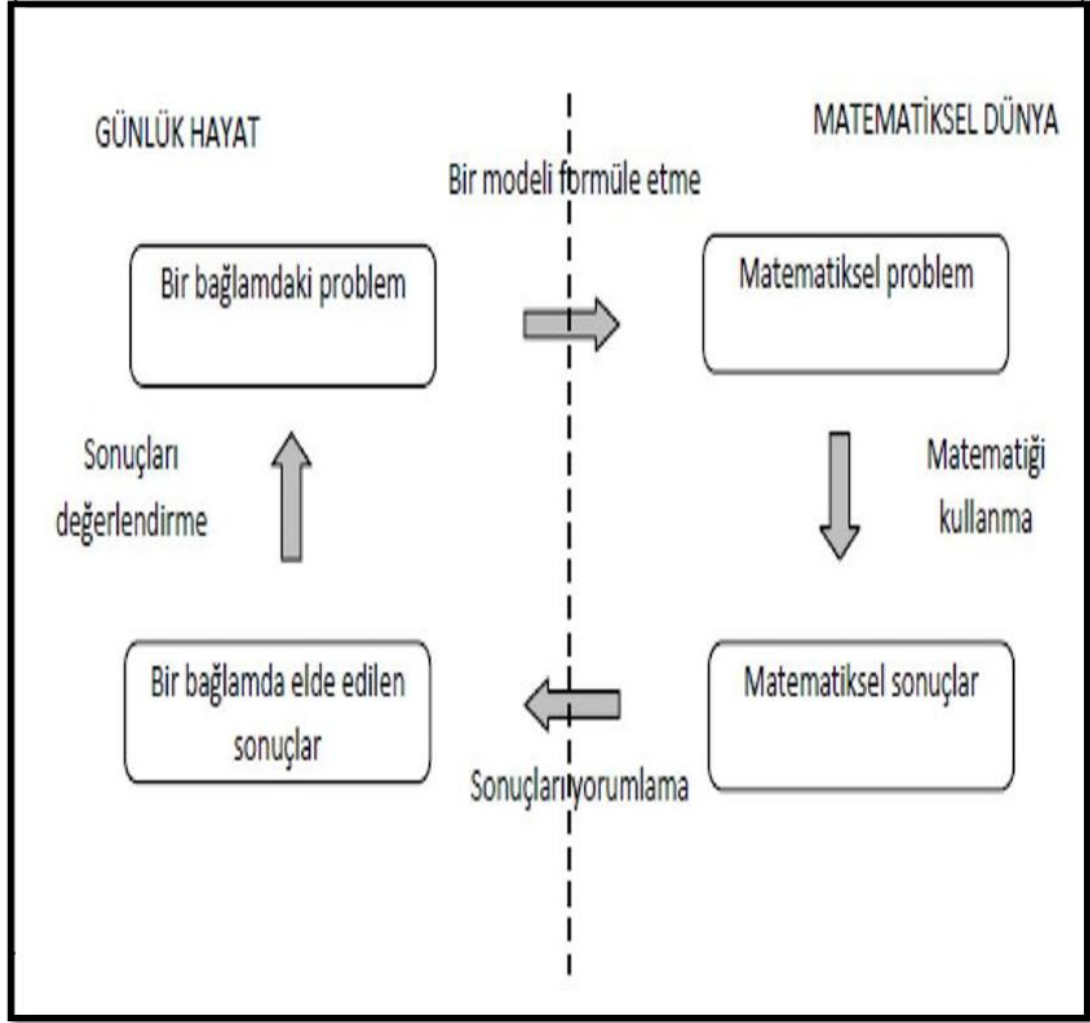 GÜNLÜK HAYAT
MATEMATİKSEL DÜNYA
Bir modeli formüle etme
Bir bağlamdaki problem
Matematiksel problem
Sonuçları
değerlendirme
Matematiği
kullanma
Bir bağlamda elde edilen
sonuçlar
Matematiksel sonuçlar
Sonuçları yorumlama